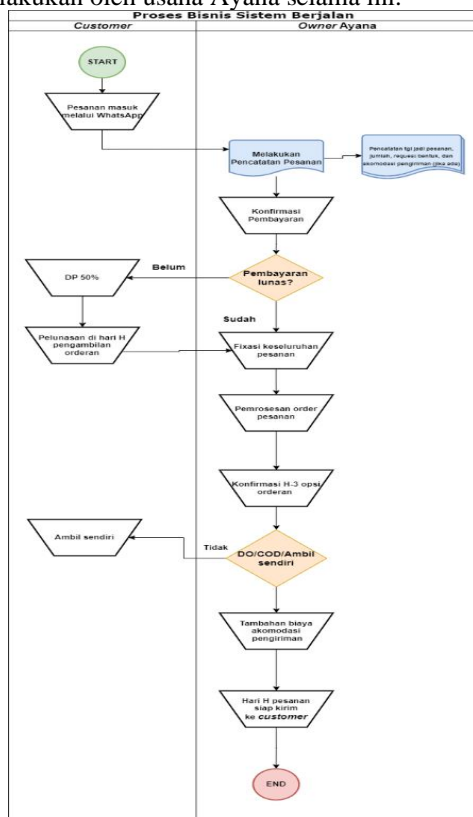 lakukan oleh usaha Ayana selama ini.
Proses Bisnis Sistem Berjalan
Customer
Owner Ayana
START
Pesanan masuk
melalui WhatsApp
Melakukan
Pencatatan Pesanan
Pencatatan tgl jadi pesanan,
jumlah, request bentuk, dan
akomodasi pengiriman (jika ada)
Konfirmasi
Pembayaran
Pembayaran
lunas?
Belum
DP 50%
Sudah
Pelunasan di hari H
pengambilan
orderan
Fixasi keseluruhan
pesanan
Pemrosesan order
pesanan
Konfirmasi H-3 opsi
orderan
DO/COD/Ambil
sendiri
Tidak
Ambil sendiri
Tambahan biaya
akomodasi
pengiriman
Hari H pesanan
siap kirim
ke customer
END